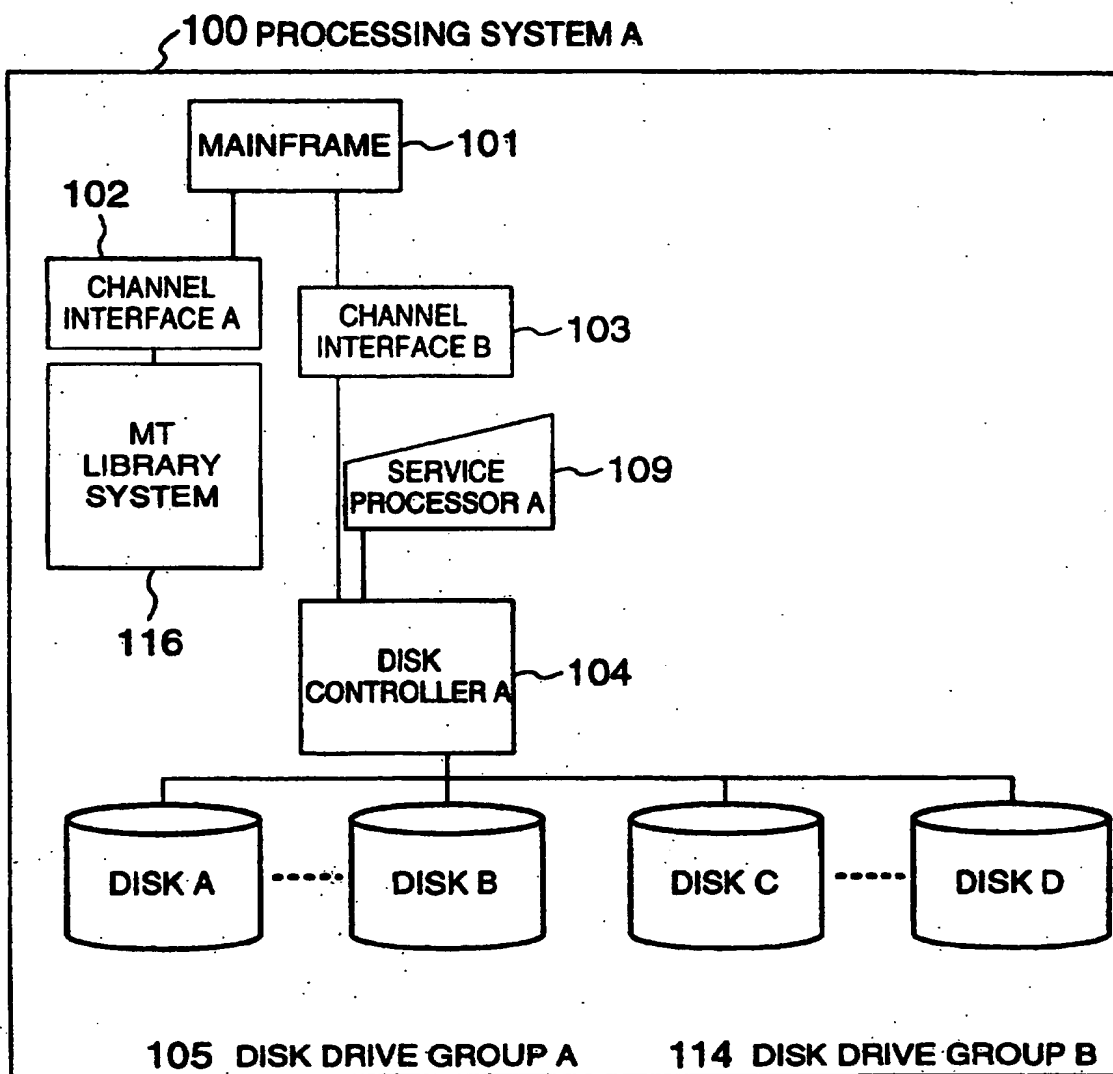 100 PROCESSING SYSTEM A
MAINFRAME
101
102
CHANNEL
INTERFACE A
CHANNEL
INTERFACE B
103
MT
LIBRARY
SYSTEM
SERVICE
PROCESSOR A
109
116
DISK
CONTROLLER A
104
DISK A
DISK B
DISK C
DISK D
105 DISK DRIVE GROUP A
114 DISK DRIVE GROUP B